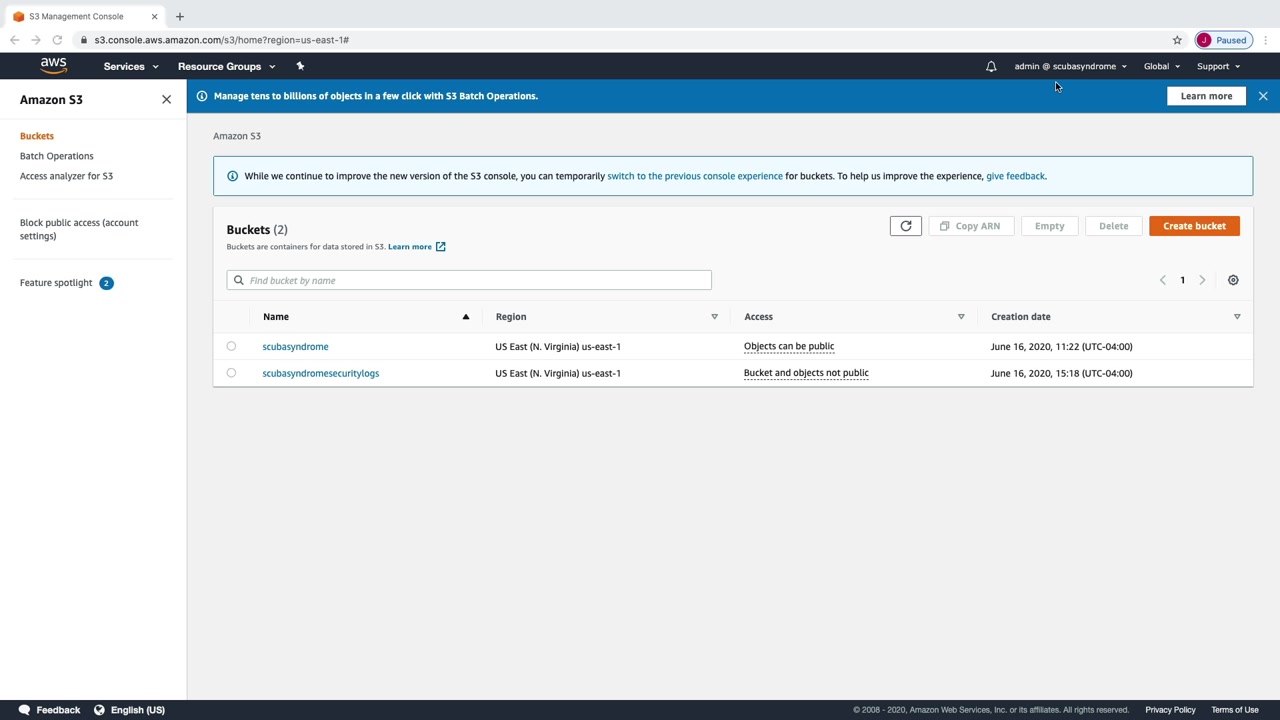 S3 Management Console
s3.console.aws.amazon.com/s3/home?region=us-east-1#
J Paused
aws Services Resource Groups admin @ scubasyndrome Global Support
Amazon S3
Manage tens to billions of objects in a few click with S3 Batch Operations. Learn more
Buckets
Batch Operations
Access analyzer for S3
Block public access (account
settings)
Feature spotlight 2
Amazon S3
While we continue to improve the new version of the S3 console, you can temporarily switch to the previous console experience for buckets. To help us improve the experience, give feedback.
Buckets (2)
Buckets are containers for data stored in S3. Learn more
Copy ARN Empty Delete Create bucket
Find bucket by name
1
Name Region Access Creation date
scubasyndrome US East (N. Virginia) us-east-1 Objects can be public June 16, 2020, 11:22 (UTC-04:00)
scubasyndromesecuritylogs US East (N. Virginia) us-east-1 Bucket and objects not public June 16, 2020, 15:18 (UTC-04:00)
Feedback English (US) © 2008 - 2020, Amazon Web Services, Inc. or its affiliates. All rights reserved. Privacy Policy Terms of Use